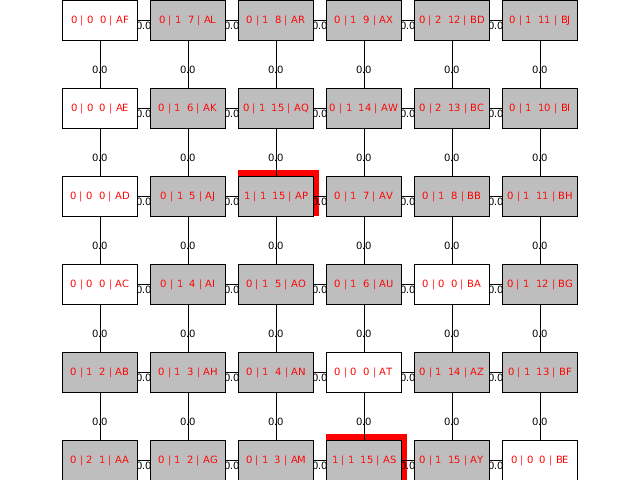 0 | 0 0 | AF 0.0 0 | 1 7 | AL 0.0 0 | 1 8 | AR 0.0 0 | 1 9 | AX 0.0 0 | 2 12 | BD 0.0 0 | 1 11 | BJ
0.0 0.0 0.0 0.0 0.0 0.0
0 | 0 0 | AE 0.0 0 | 1 6 | AK 0.0 0 | 1 15 | AQ 0.0 0 | 1 14 | AW 0.0 0 | 2 13 | BC 0.0 0 | 1 10 | BI
0.0 0.0 0.0 0.0 0.0 0.0
0 | 0 0 | AD 0.0 0 | 1 5 | AJ 0.0 1 | 1 15 | AP 0.0 0 | 1 7 | AV 0.0 0 | 1 8 | BB 0.0 0 | 1 11 | BH
0.0 0.0 0.0 0.0 0.0 0.0
0 | 0 0 | AC 0.0 0 | 1 4 | AI 0.0 0 | 1 5 | AO 0.0 0 | 1 6 | AU 0.0 0 | 0 0 | BA 0.0 0 | 1 12 | BG
0.0 0.0 0.0 0.0 0.0 0.0
0 | 1 2 | AB 0.0 0 | 1 3 | AH 0.0 0 | 1 4 | AN 0.0 0 | 0 0 | AT 0.0 0 | 1 14 | AZ 0.0 0 | 1 13 | BF
0.0 0.0 0.0 0.0 0.0 0.0
0 | 2 1 | AA 0.0 0 | 1 2 | AG 0.0 0 | 1 3 | AM 0.0 1 | 1 15 | AS 0.0 0 | 1 15 | AY 0.0 0 | 0 0 | BE